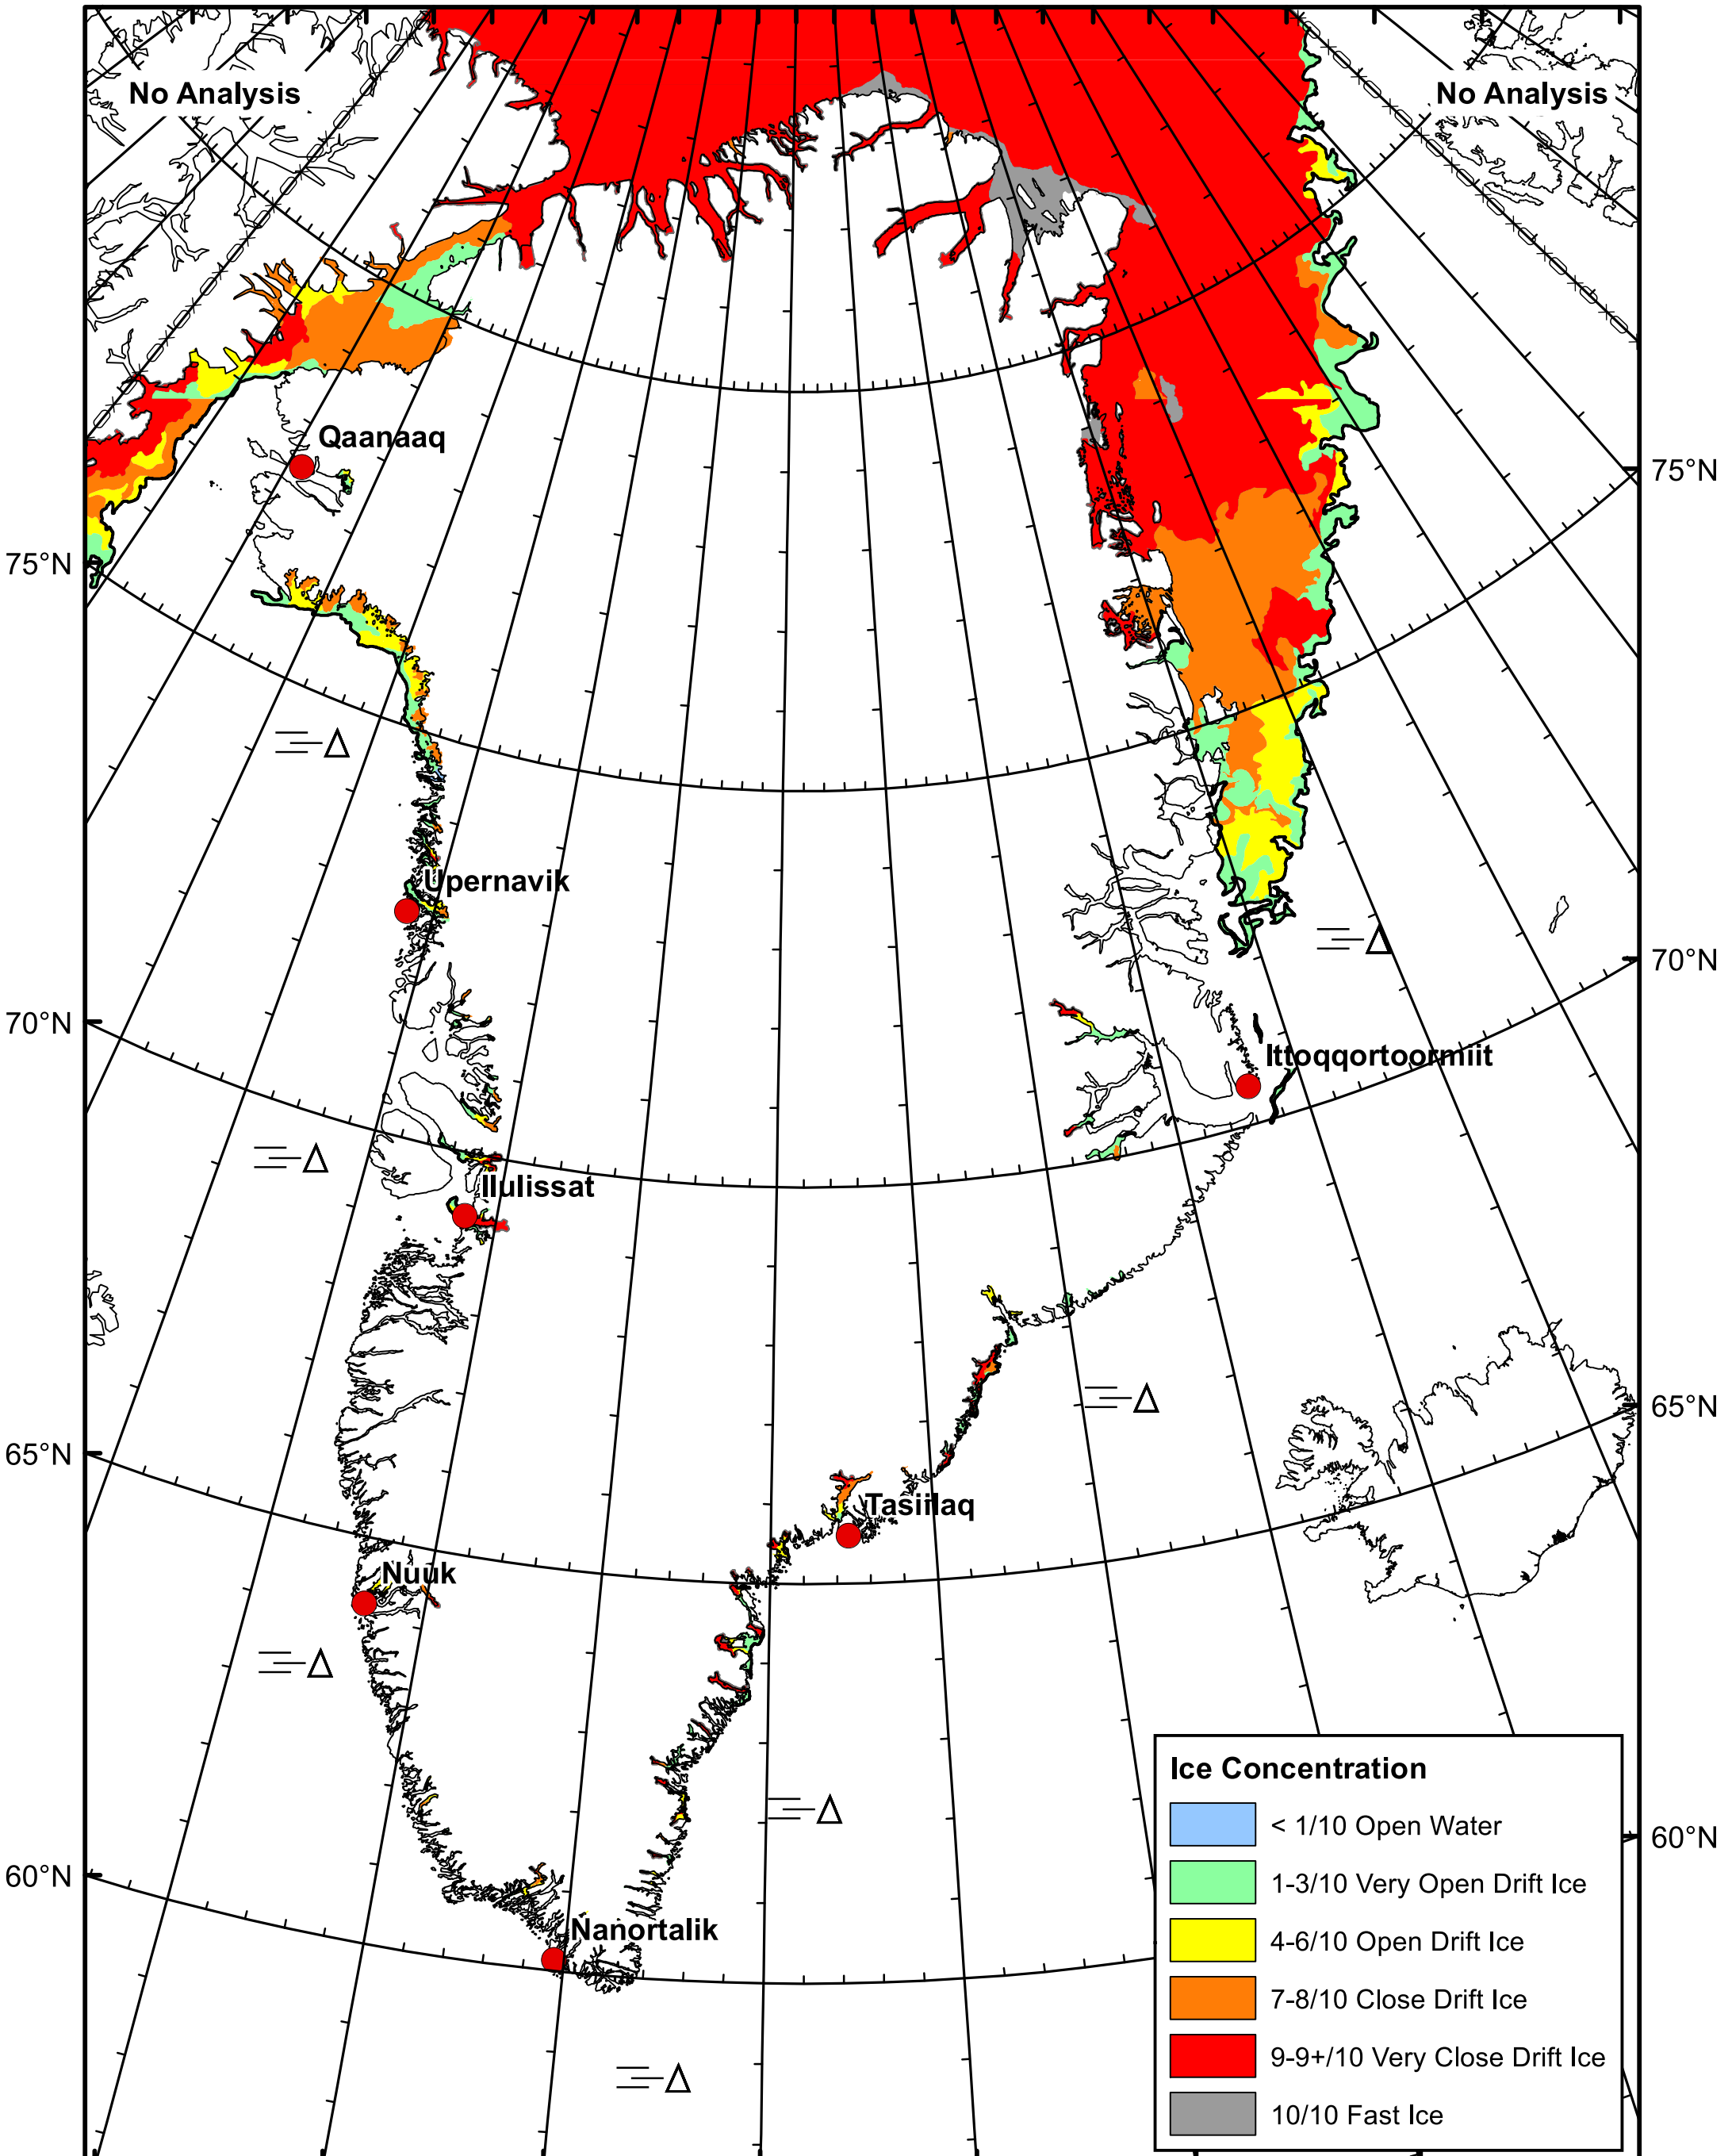 No Analysis
No Analysis
Qaanaaq
75°N
75°N
Upernavik
70°N
70°N
Ittoqqortoormiit
Ilulissat
65°N
65°N
Tasiilaq
Nuuk
60°N
60°N
Nanortalik
Ice Concentration
< 1/10 Open Water
1-3/10 Very Open Drift Ice
4-6/10 Open Drift Ice
7-8/10 Close Drift Ice
9-9+/10 Very Close Drift Ice
10/10 Fast Ice